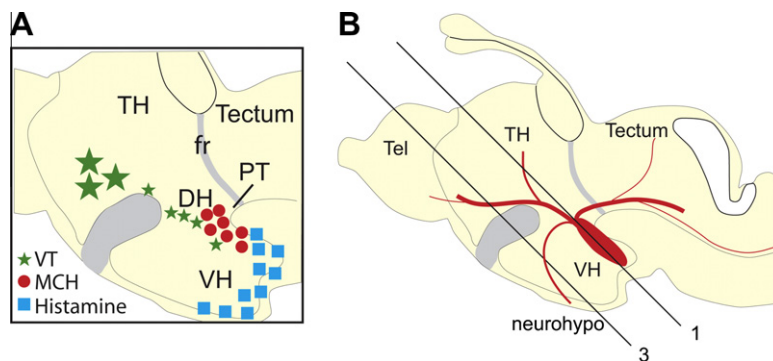 A
TH
Tectum
fr
PT
DH
VH
VT
MCH
Histamine
B
Tel
TH
Tectum
VH
neurohypo
1
3